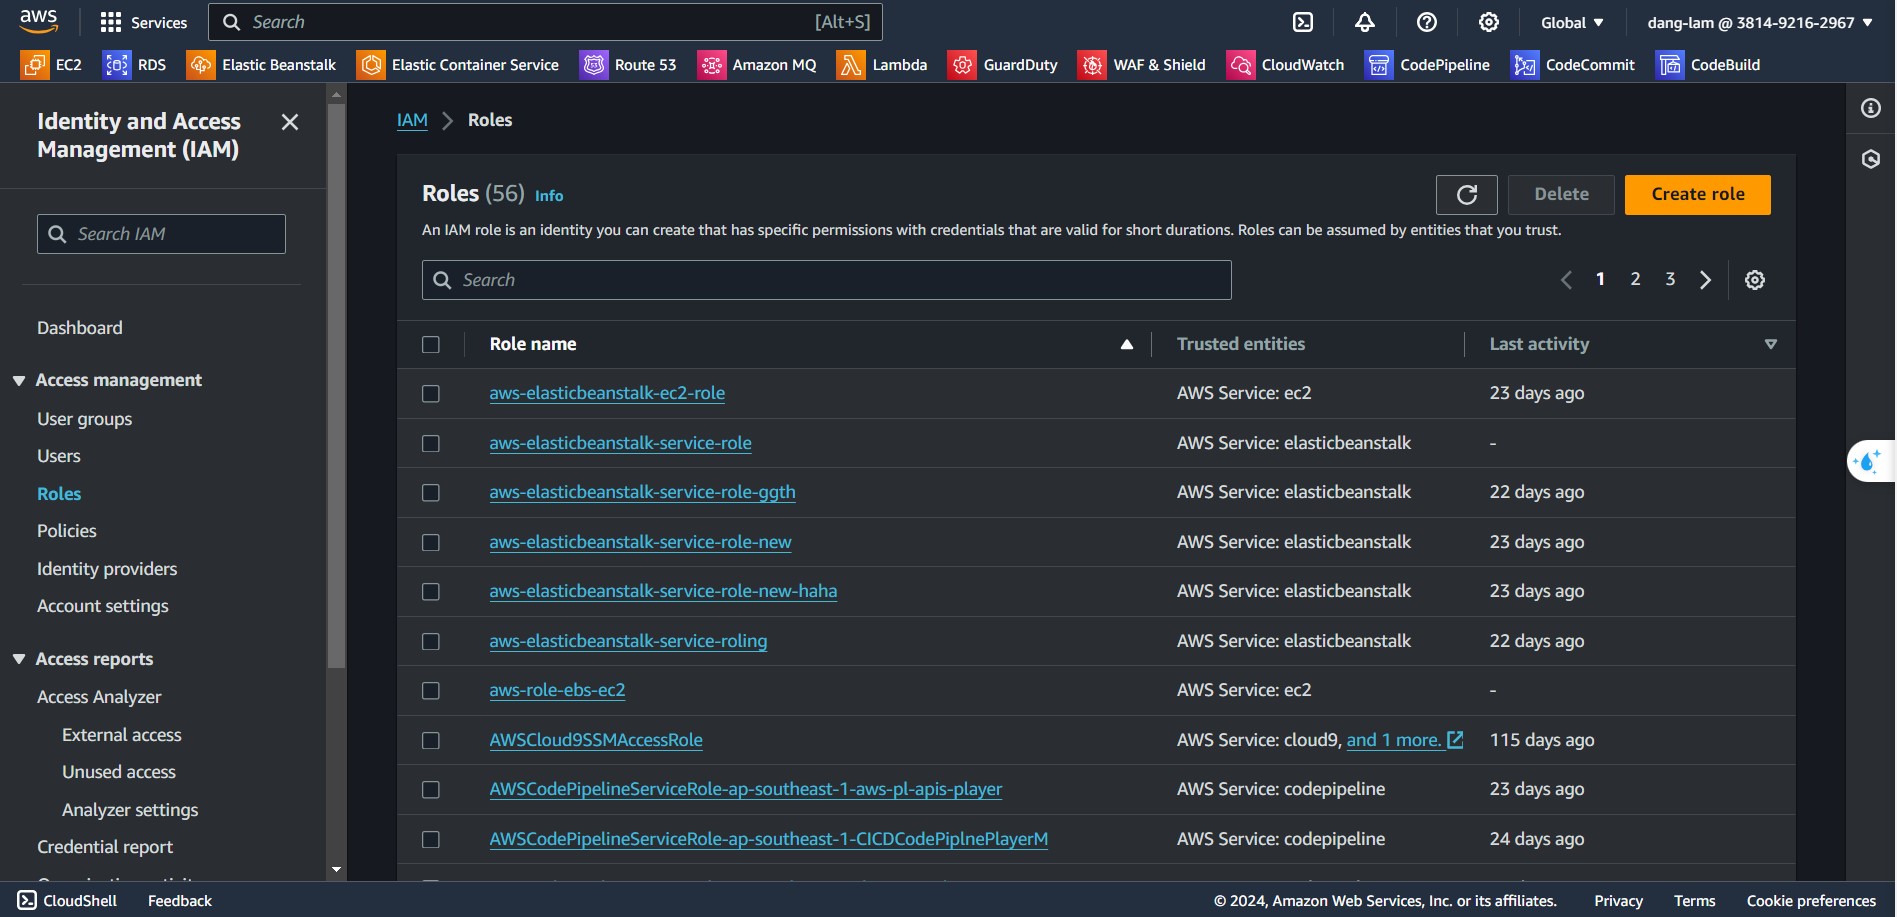 aws
Services
Search
[Alt+S]
Global
dang-lam @ 3814-9216-2967
EC2
RDS
Elastic Beanstalk
Elastic Container Service
Route 53
Amazon MQ
Lambda
GuardDuty
WAF & Shield
CloudWatch
CodePipeline
CodeCommit
CodeBuild
Identity and Access
Management (IAM)
Search IAM
Dashboard
Access management
User groups
Users
Roles
Policies
Identity providers
Account settings
Access reports
Access Analyzer
External access
Unused access
Analyzer settings
Credential report
IAM
Roles
Roles (56) Info
Delete
Create role
An IAM role is an identity you can create that has specific permissions with credentials that are valid for short durations. Roles can be assumed by entities that you trust.
Search
1 2 3
Role name Trusted entities Last activity
aws-elasticbeanstalk-ec2-role AWS Service: ec2 23 days ago
aws-elasticbeanstalk-service-role AWS Service: elasticbeanstalk -
aws-elasticbeanstalk-service-role-ggth AWS Service: elasticbeanstalk 22 days ago
aws-elasticbeanstalk-service-role-new AWS Service: elasticbeanstalk 23 days ago
aws-elasticbeanstalk-service-role-new-haha AWS Service: elasticbeanstalk 23 days ago
aws-elasticbeanstalk-service-roling AWS Service: elasticbeanstalk 22 days ago
aws-role-ebs-ec2 AWS Service: ec2 -
AWSCloud9SSMAccessRole AWS Service: cloud9, and 1 more. 115 days ago
AWSCodePipelineServiceRole-ap-southeast-1-aws-pl-apis-player AWS Service: codepipeline 23 days ago
AWSCodePipelineServiceRole-ap-southeast-1-CICDCodePiplnePlayerM AWS Service: codepipeline 24 days ago
CloudShell
Feedback
© 2024, Amazon Web Services, Inc. or its affiliates.
Privacy
Terms
Cookie preferences